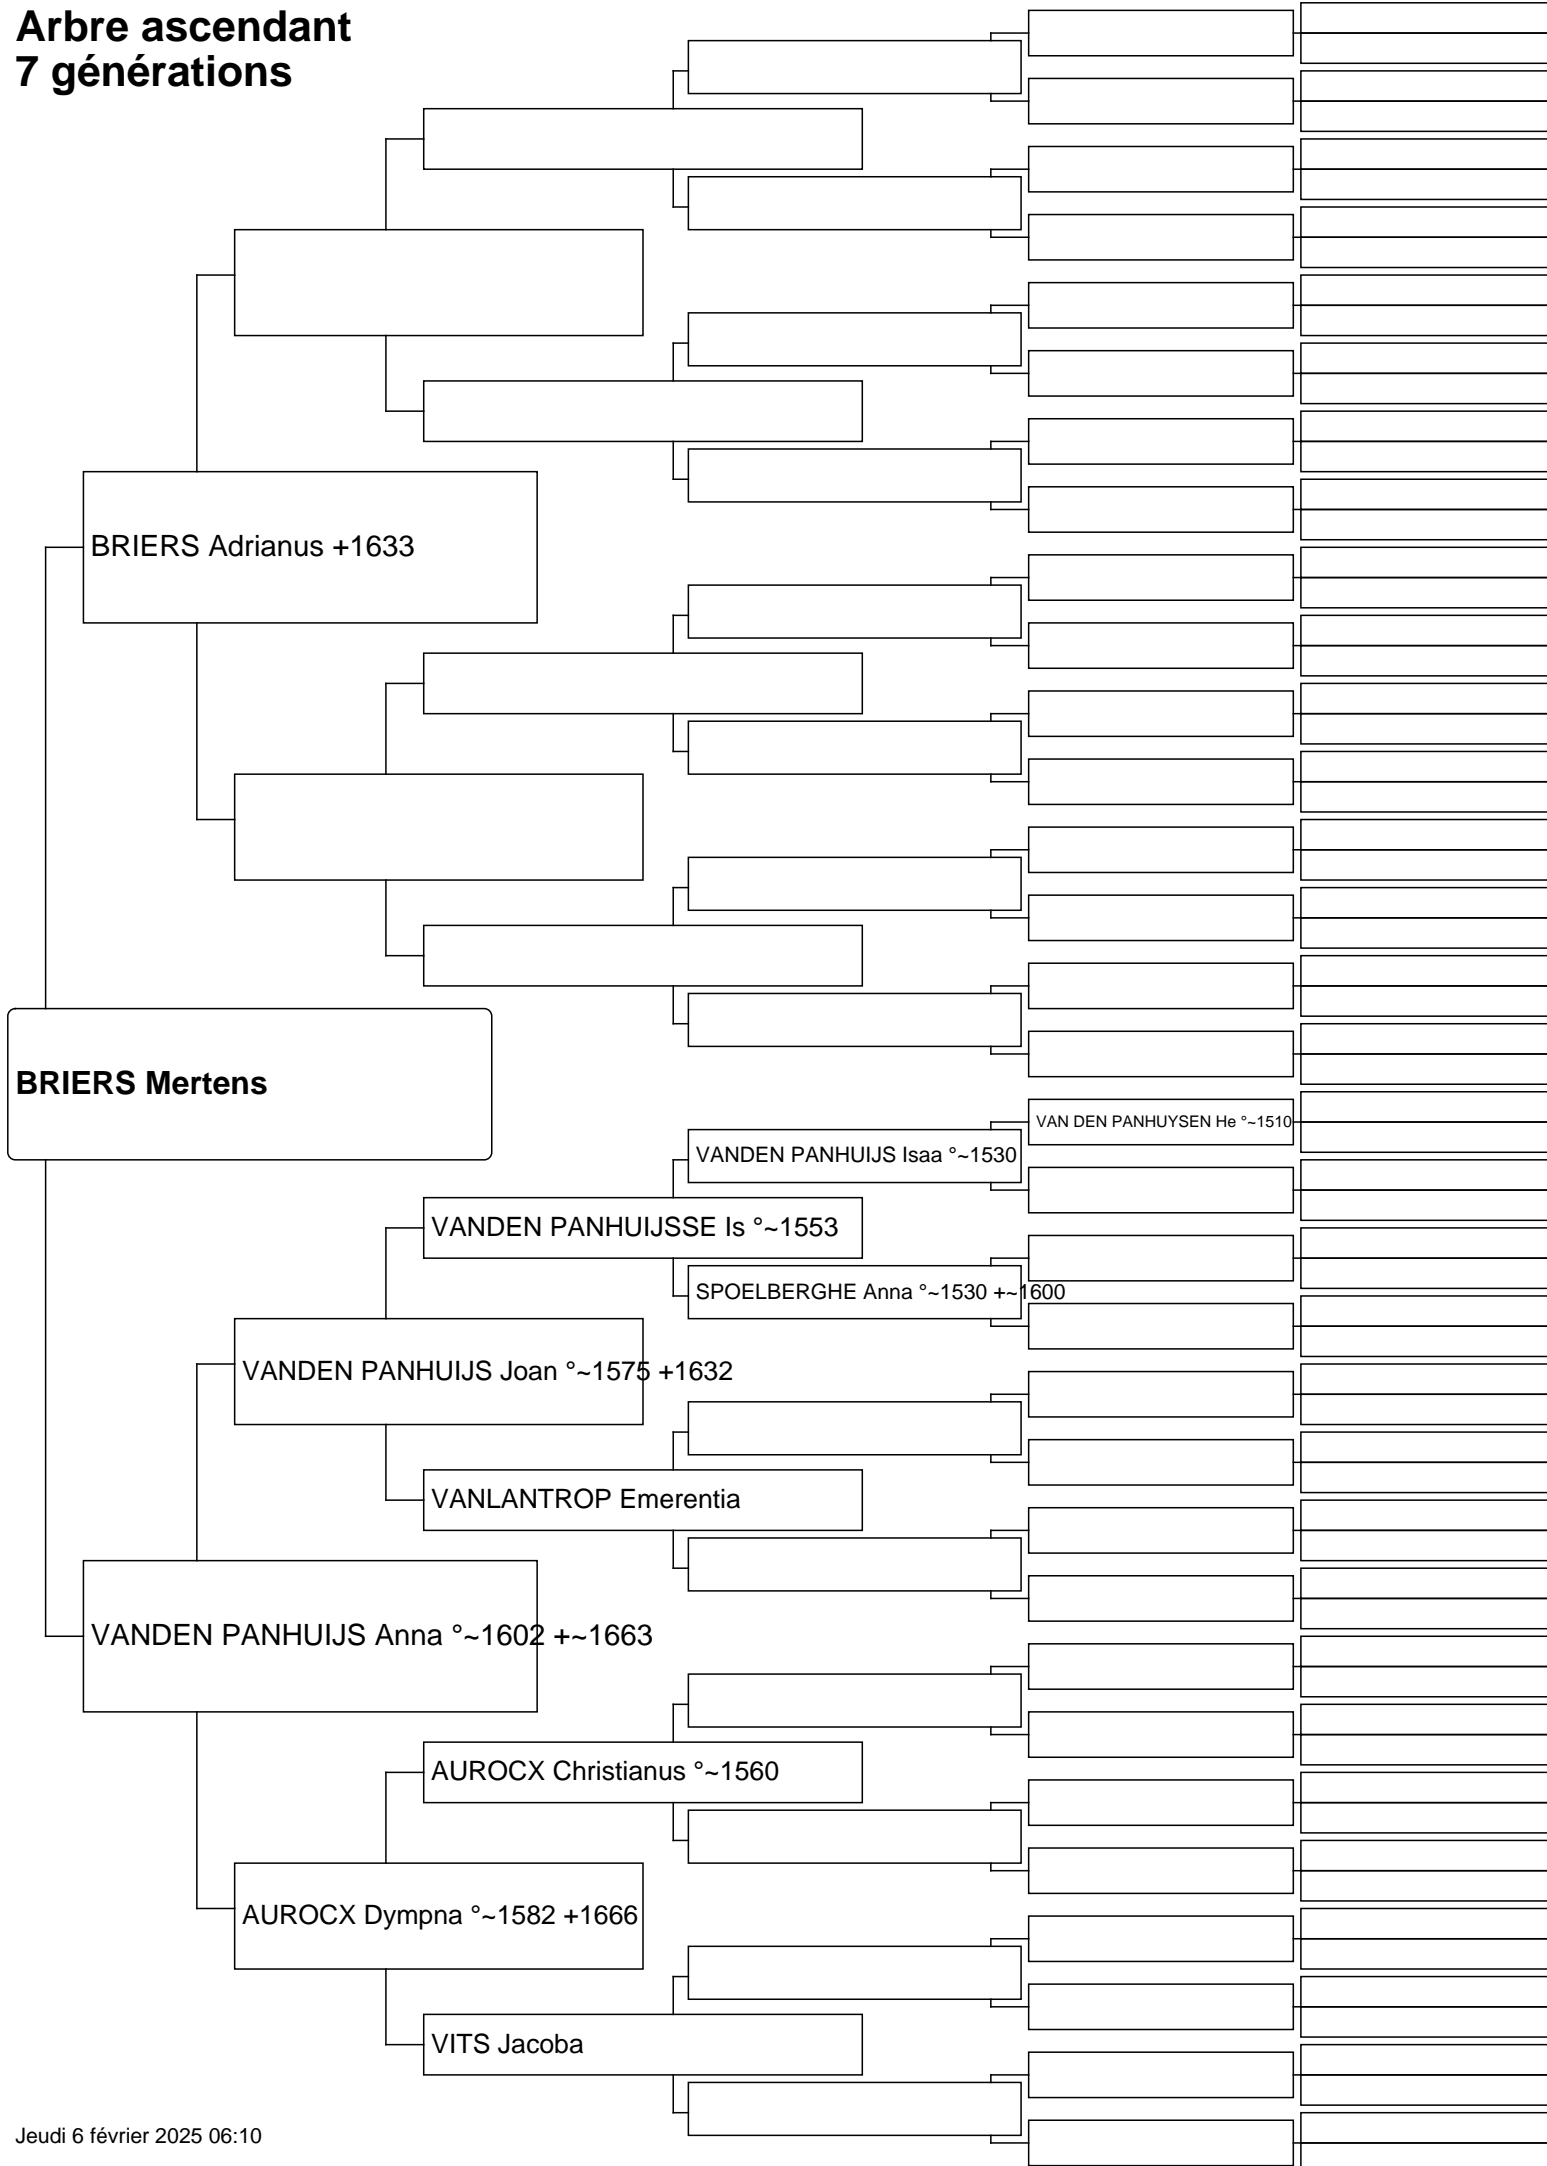 Arbre ascendant
7 générations
BRIERS Adrianus +1633
BRIERS Mertens
VAN DEN PANHUYSEN He °~1510
VANDEN PANHUIJS Isaa °~1530
VANDEN PANHUIJSSE Is °~1553
SPOELBERGHE Anna °~1530 +~1600
VANDEN PANHUIJS Joan °~1575 +1632
VANLANTROP Emerentia
VANDEN PANHUIJS Anna °~1602 +~1663
AUROCX Christianus °~1560
AUROCX Dympna °~1582 +1666
VITS Jacoba
Jeudi 6 février 2025 06:10